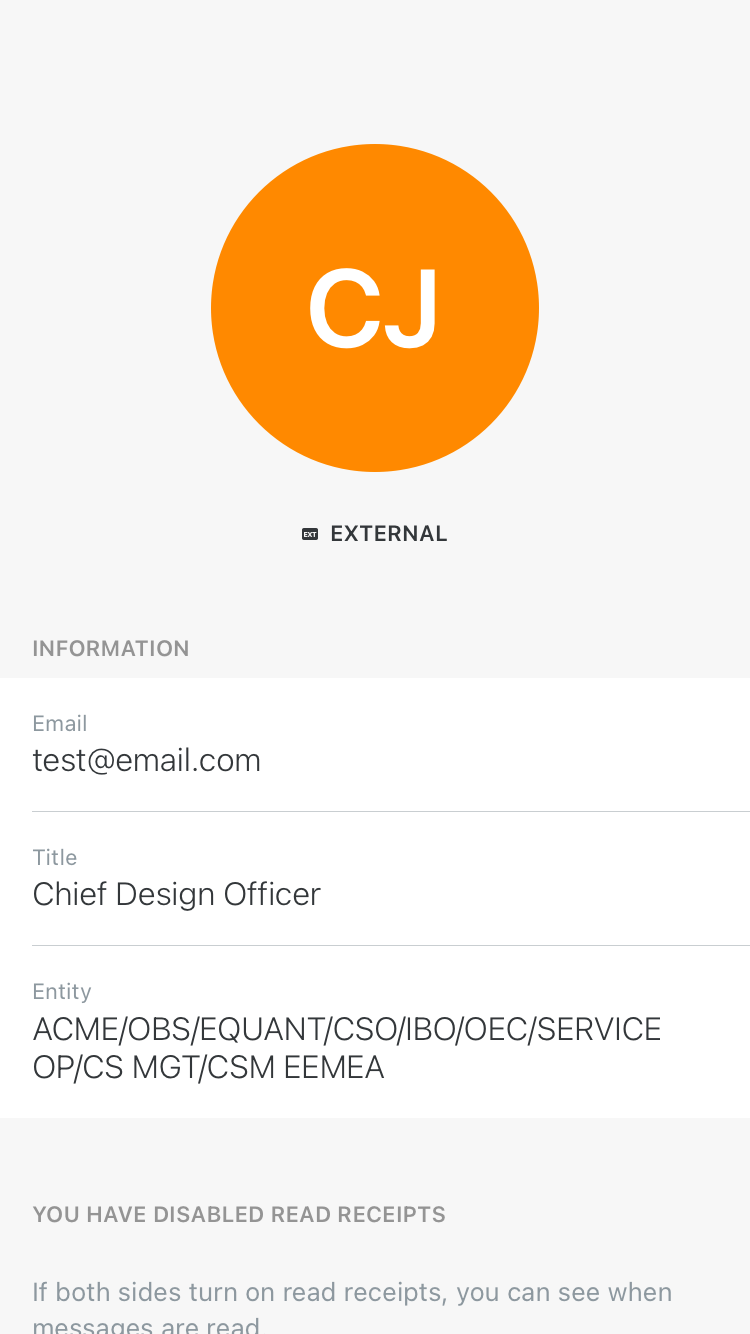 CJ
EXT EXTERNAL
INFORMATION
Email
test@email.com
Title
Chief Design Officer
Entity
ACME/OBS/EQUANT/CSO/IBO/OEC/SERVICE
OP/CS MGT/CSM EEMEA
YOU HAVE DISABLED READ RECEIPTS
If both sides turn on read receipts, you can see when
messages are read.